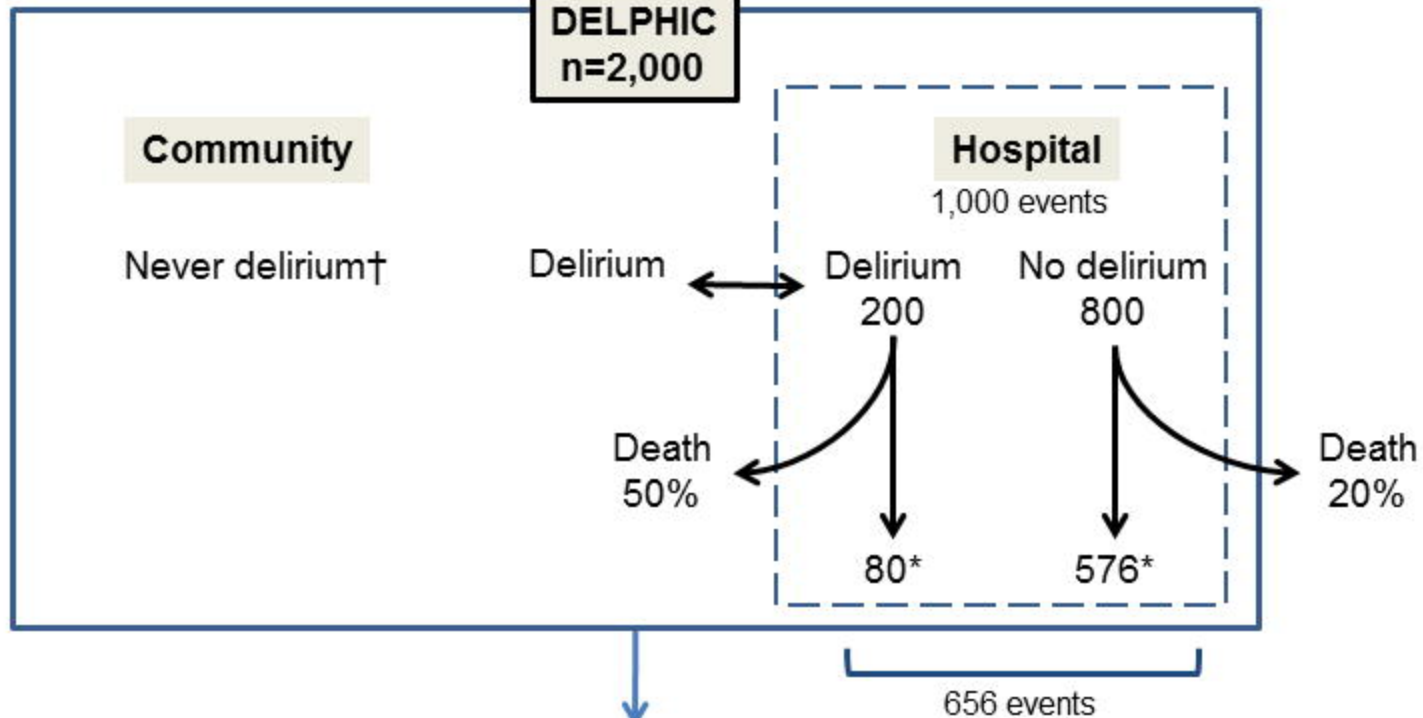 DELPHIC
n=2,000
Community
Hospital
1,000 events
Never delirium†
Delirium
Delirium
200
No delirium
800
Death
50%
Death
20%
80*
576*
656 events